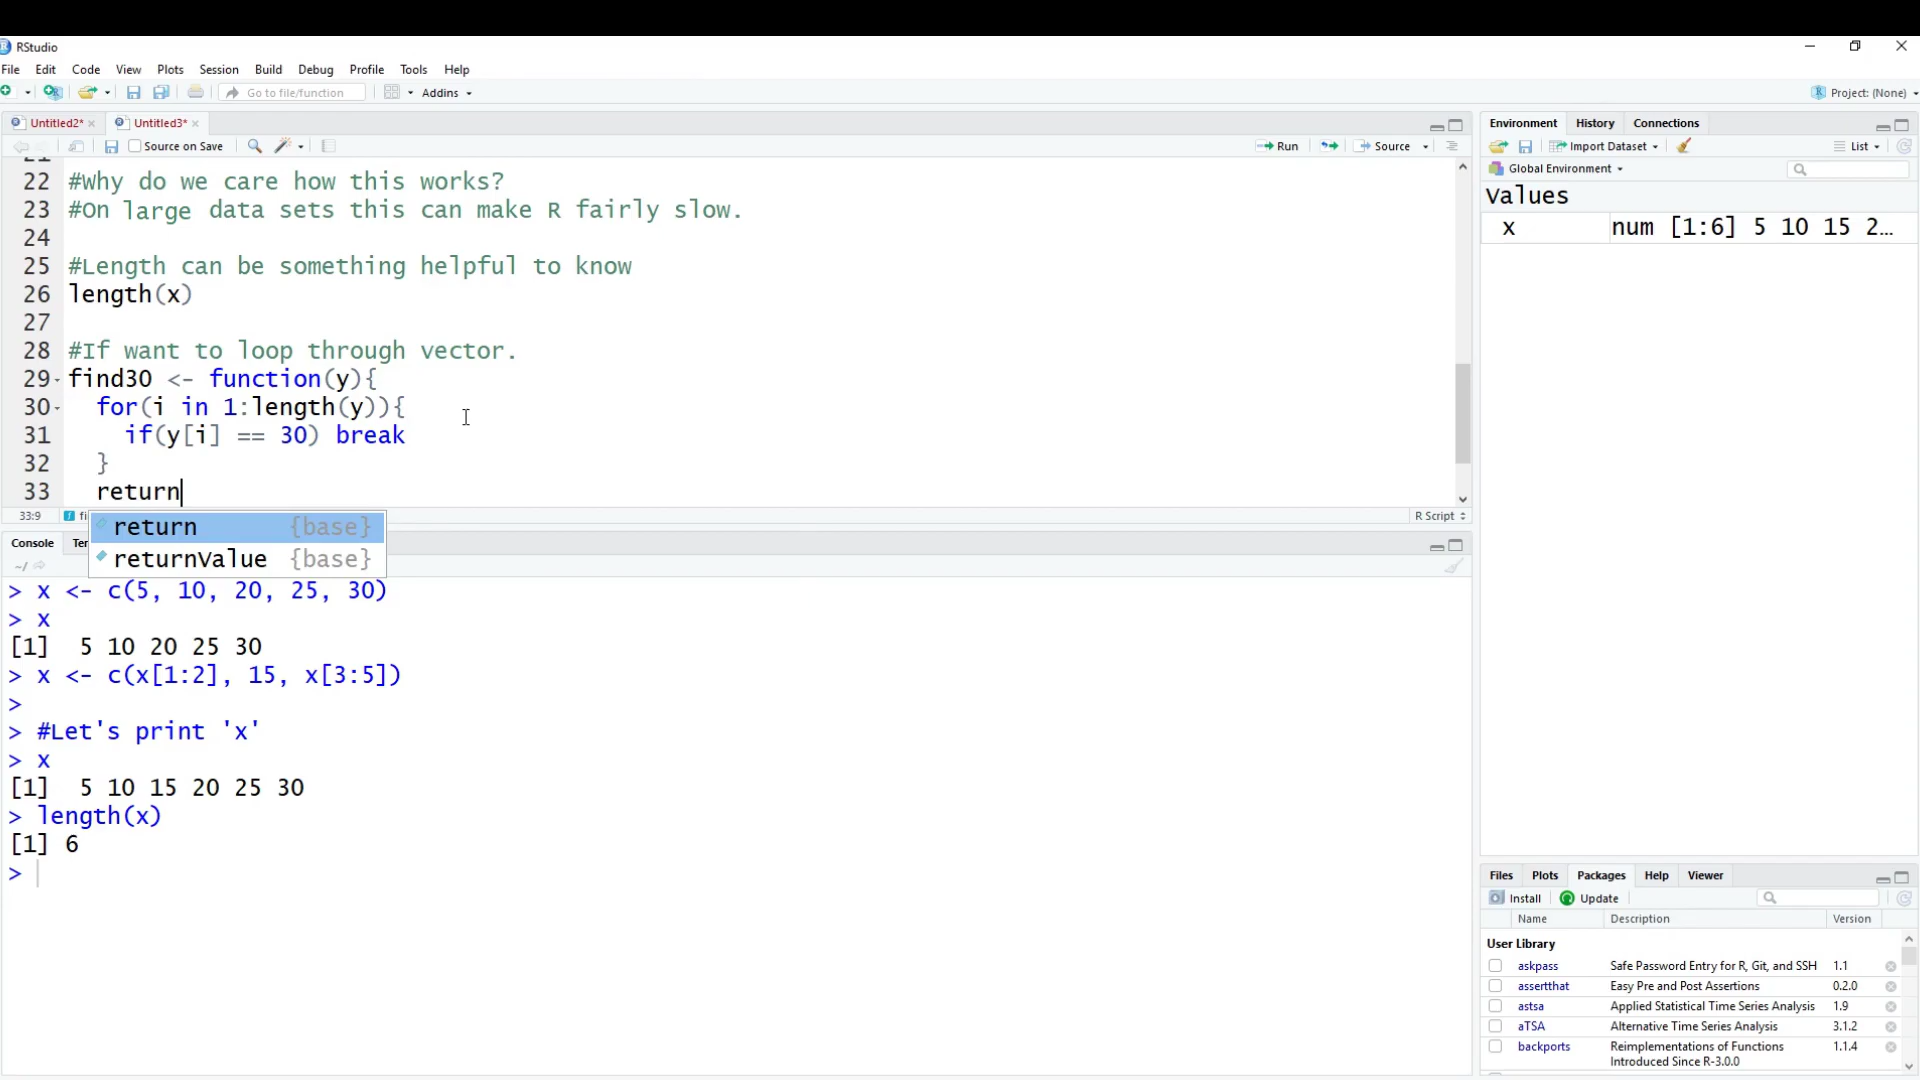 RStudio
File Edit Code View Plots Session Build Debug Profile Tools Help
Go to file/function Addins Project: (None)
Untitled2* Untitled3*
Source on Save Run Source
21
22 #Why do we care how this works?
23 #On large data sets this can make R fairly slow.
24
25 #Length can be something helpful to know
26 length(x)
27
28 #If want to loop through vector.
29 find30 <- function(y){
30 for(i in 1:length(y)){
31 if(y[i] == 30) break
32 }
33 return
33:9 R Script
return {base}
returnValue {base}
Console
~/
> x <- c(5, 10, 20, 25, 30)
> x
[1] 5 10 20 25 30
> x <- c(x[1:2], 15, x[3:5])
>
> #Let's print 'x'
> x
[1] 5 10 15 20 25 30
> length(x)
[1] 6
>
Environment History Connections
Import Dataset List
Global Environment
Values
x num [1:6] 5 10 15 2...
Files Plots Packages Help Viewer
Install Update
Name Description Version
User Library
askpass Safe Password Entry for R, Git, and SSH 1.1
assertthat Easy Pre and Post Assertions 0.2.0
astsa Applied Statistical Time Series Analysis 1.9
aTSA Alternative Time Series Analysis 3.1.2
backports Reimplementations of Functions 1.1.4
Introduced Since R-3.0.0